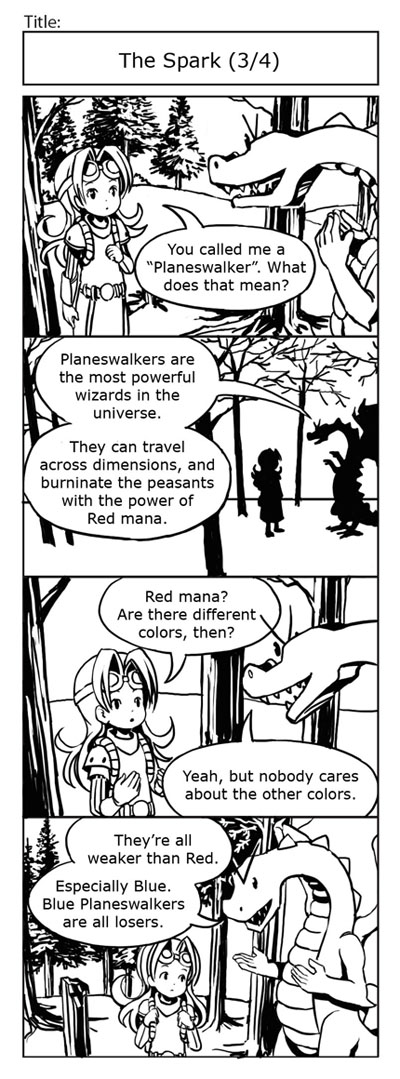 Title:
The Spark (3/4)
You called me a
“Planeswalker”. What
does that mean?
Planeswalkers are
the most powerful
wizards in the
universe.
They can travel
across dimensions, and
burninate the peasants
with the power of
Red mana.
Red mana?
Are there different
colors, then?
Yeah, but nobody cares
about the other colors.
They’re all
weaker than Red.
Especially Blue.
Blue Planeswalkers
are all losers.